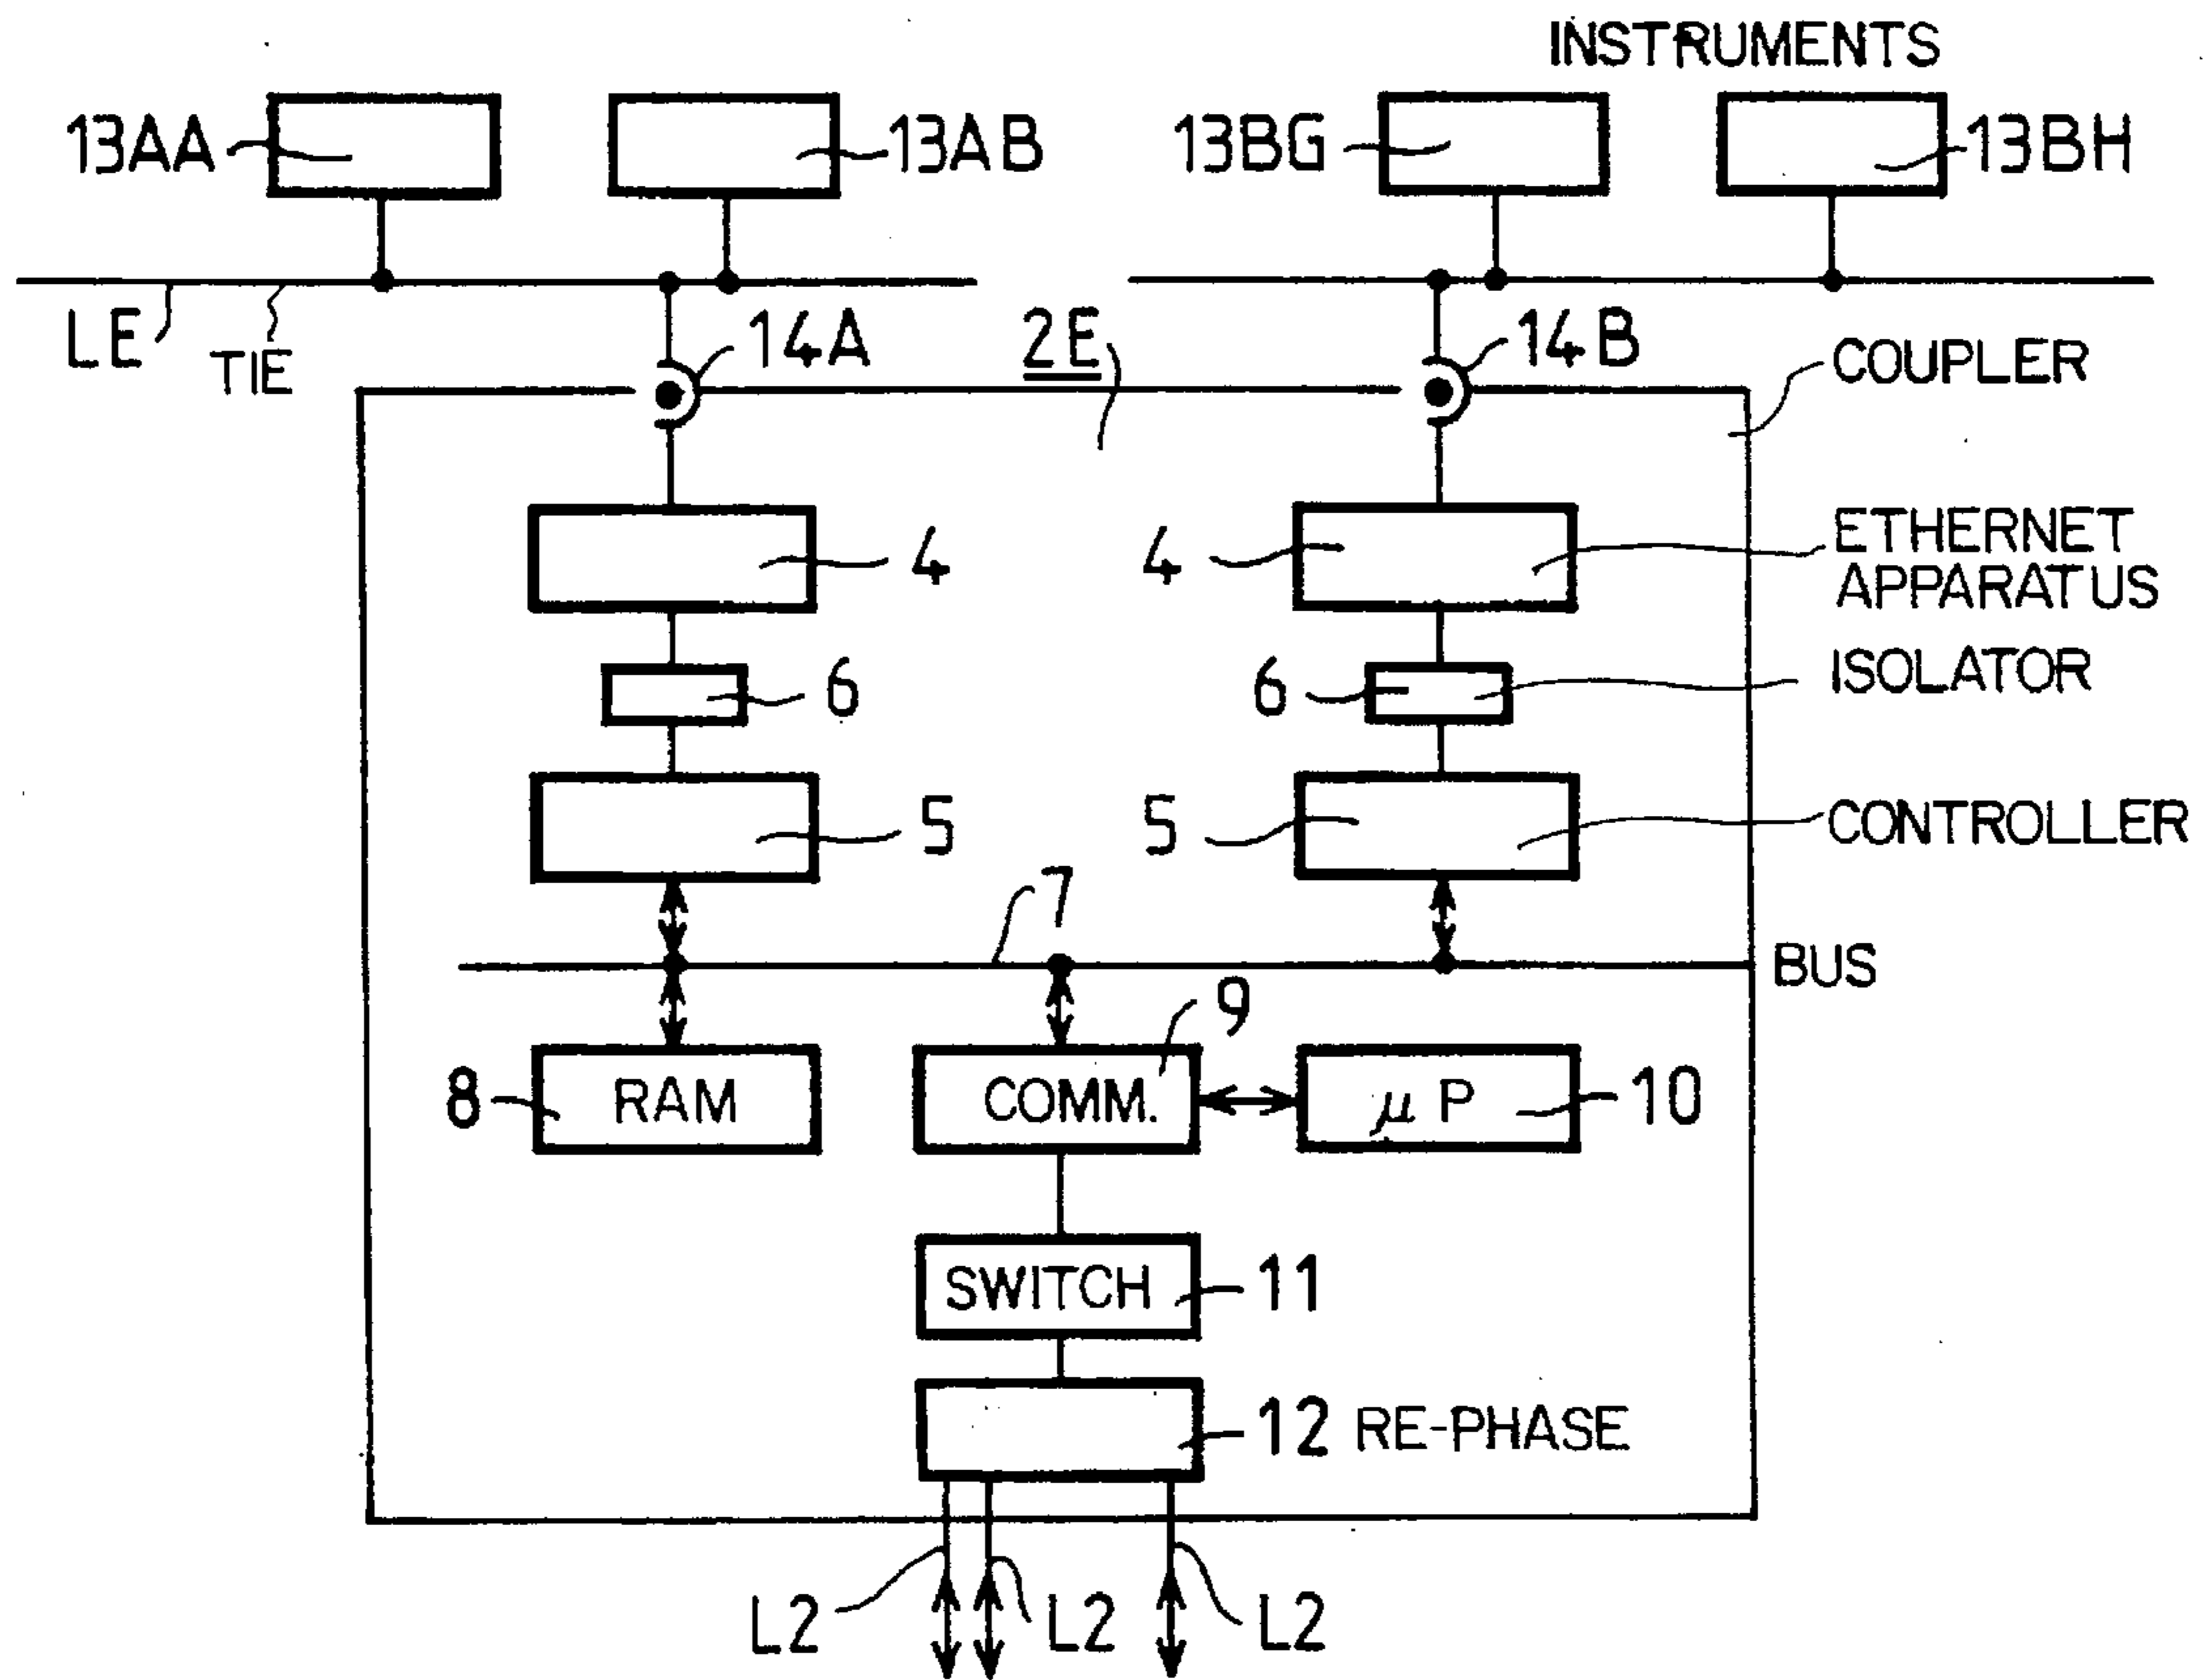 INSTRUMENTS
13AA
13AB
13BG
13BH
LE
TIE
14A
2E
14B
COUPLER
4
4
ETHERNET
APPARATUS
6
6
ISOLATOR
5
5
CONTROLLER
7
BUS
9
8
RAM
COMM.
μP
10
SWITCH
11
12 RE-PHASE
L2
L2
L2